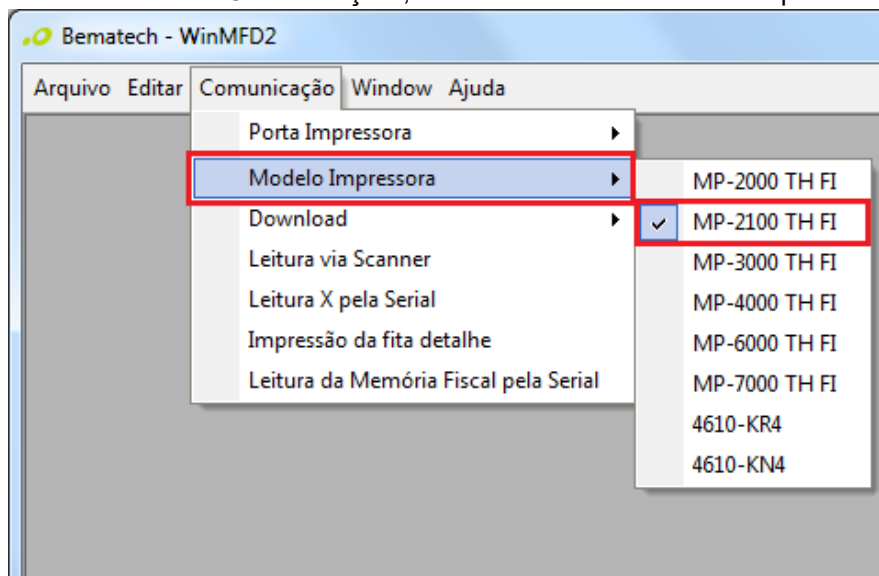 Bematech - WinMFD2
Arquivo Editar Comunicação Window Ajuda
Porta Impressora
Modelo Impressora
Download
Leitura via Scanner
Leitura X pela Serial
Impressão da fita detalhe
Leitura da Memória Fiscal pela Serial
MP-2000 TH FI
MP-2100 TH FI
MP-3000 TH FI
MP-4000 TH FI
MP-6000 TH FI
MP-7000 TH FI
4610-KR4
4610-KN4